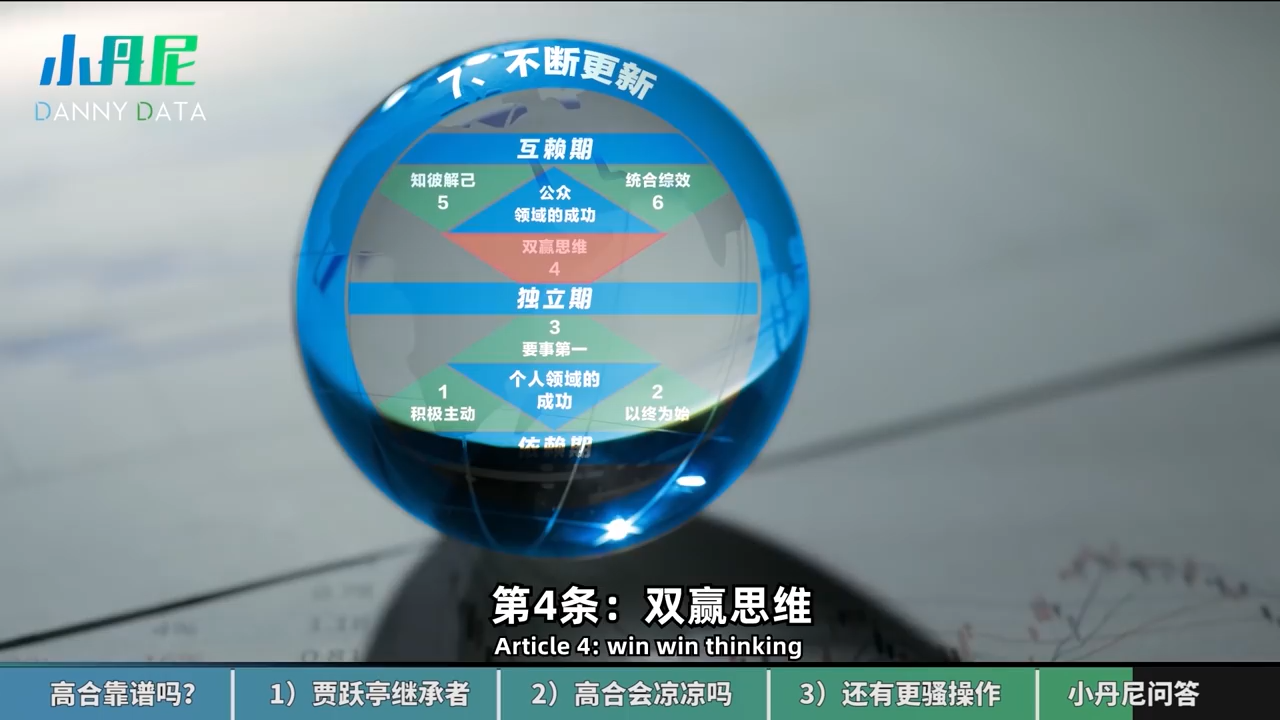 小丹尼
DANNY DATA
7、不断更新
互赖期
知彼解己
5
公众
领域的成功
统合综效
6
双赢思维
4
独立期
3
要事第一
1
积极主动
个人领域的
成功
2
以终为始
依赖期
第4条：双赢思维
Article 4: win win thinking
高合靠谱吗？
1）贾跃亭继承者
2）高合会凉凉吗
3）还有更骚操作
小丹尼问答